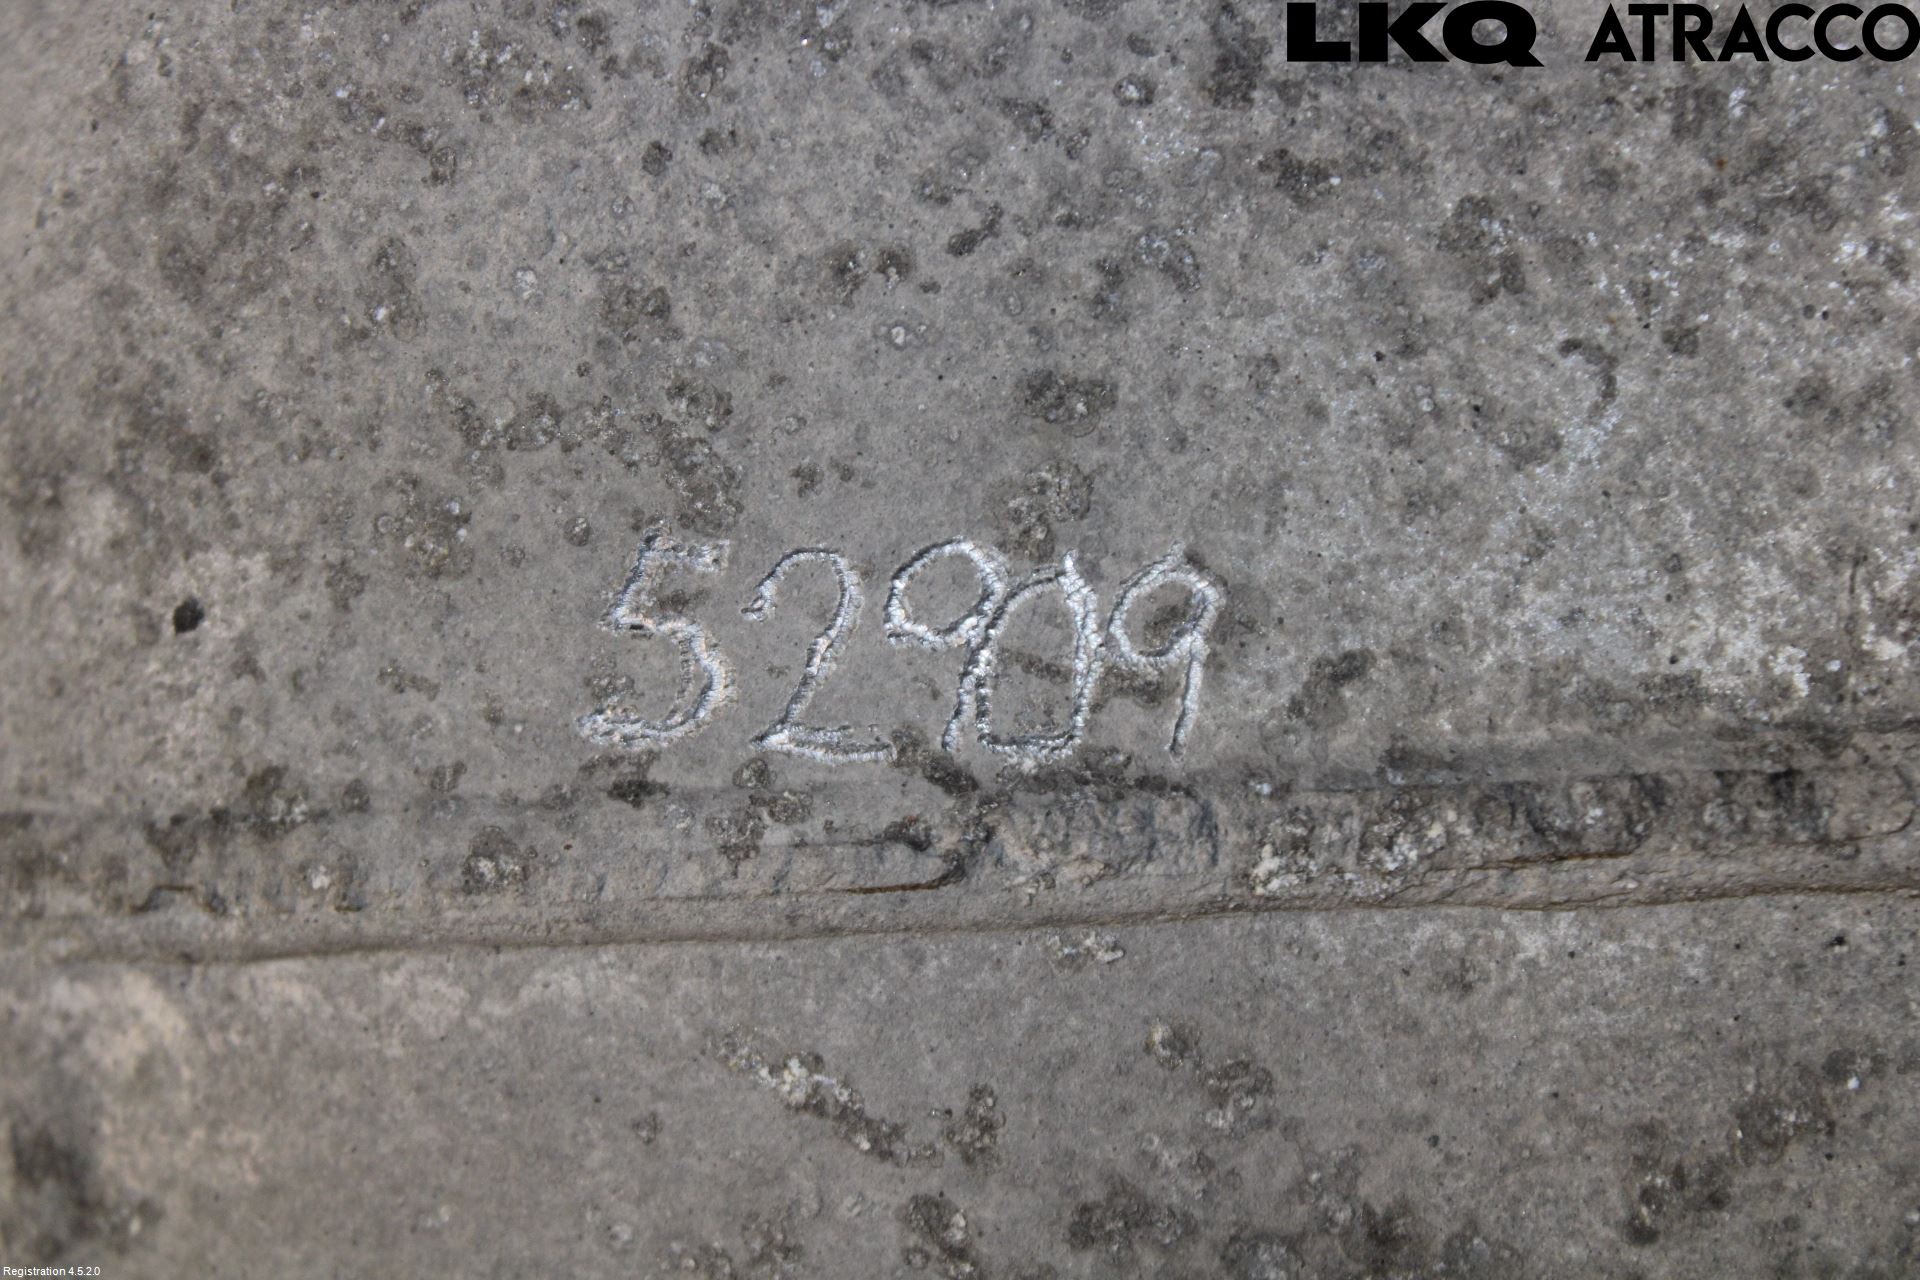 LKQ ATRACCO
52909
Registration 4.5.2.0